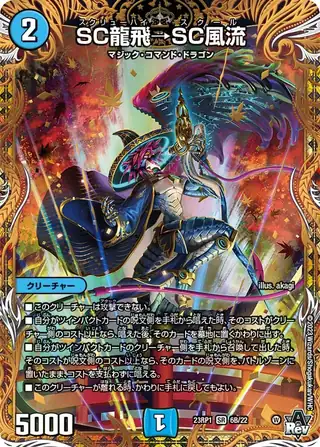 スクリューハイ スクール
2
SC龍飛→SC風流
マジック・コマンド・ドラゴン
illus. akagi
クリーチャー
■このクリーチャーは攻撃できない。
■自分がツインパクトカードの呪文側を手札から唱えた時、そのコストがクリー
チャー側のコスト以上なら、唱えた後、そのカードを墓地に置くかわりに出す。
■自分がツインパクトカードのクリーチャー側を手札から召喚して出した時、
そのコストが呪文側のコスト以上なら、そのカードの呪文側を、バトルゾーンに
置いたまま、コストを支払わずに唱える。
■このクリーチャーが離れる時、かわりに手札に戻してもよい。
5000
1
23RP1 SR 6B/22
W
A Rev